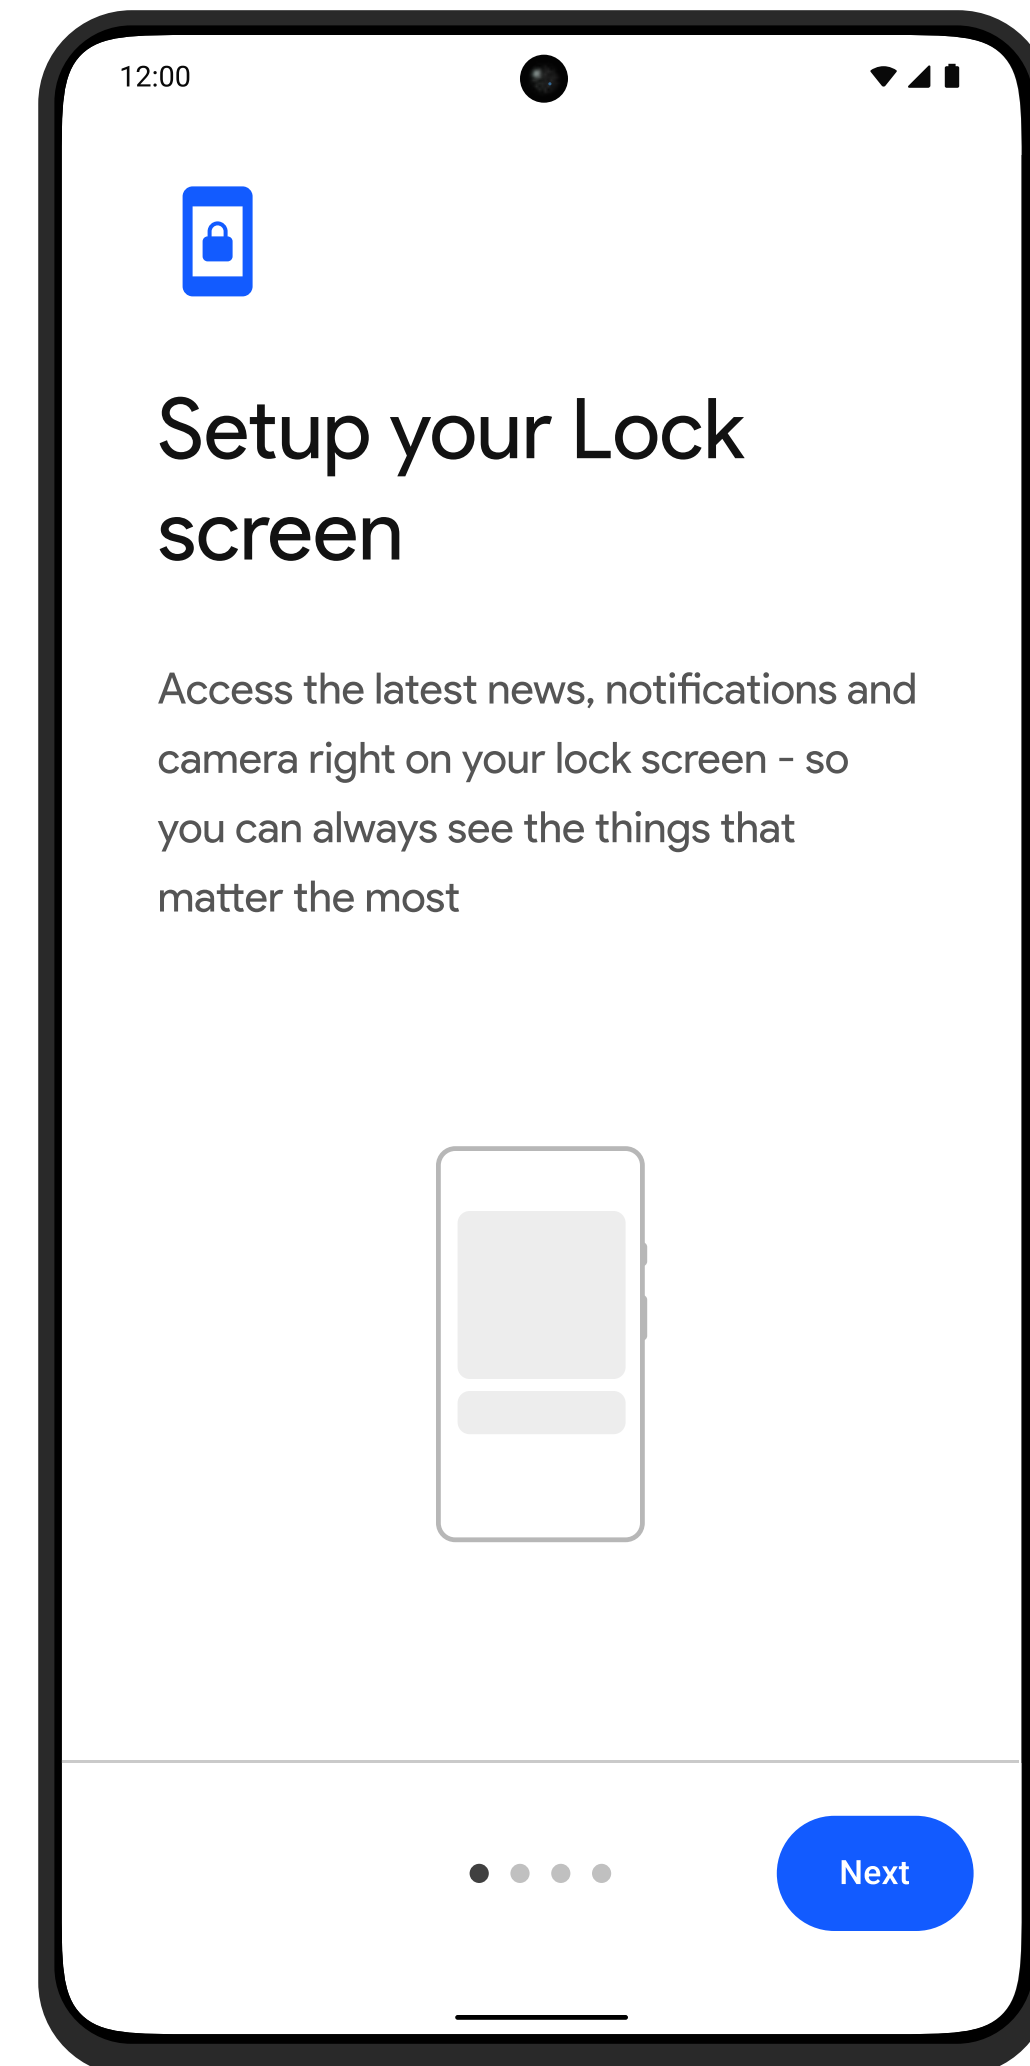 12:00
Setup your Lock
screen
Access the latest news, notifications and
camera right on your lock screen - so
you can always see the things that
matter the most
Next